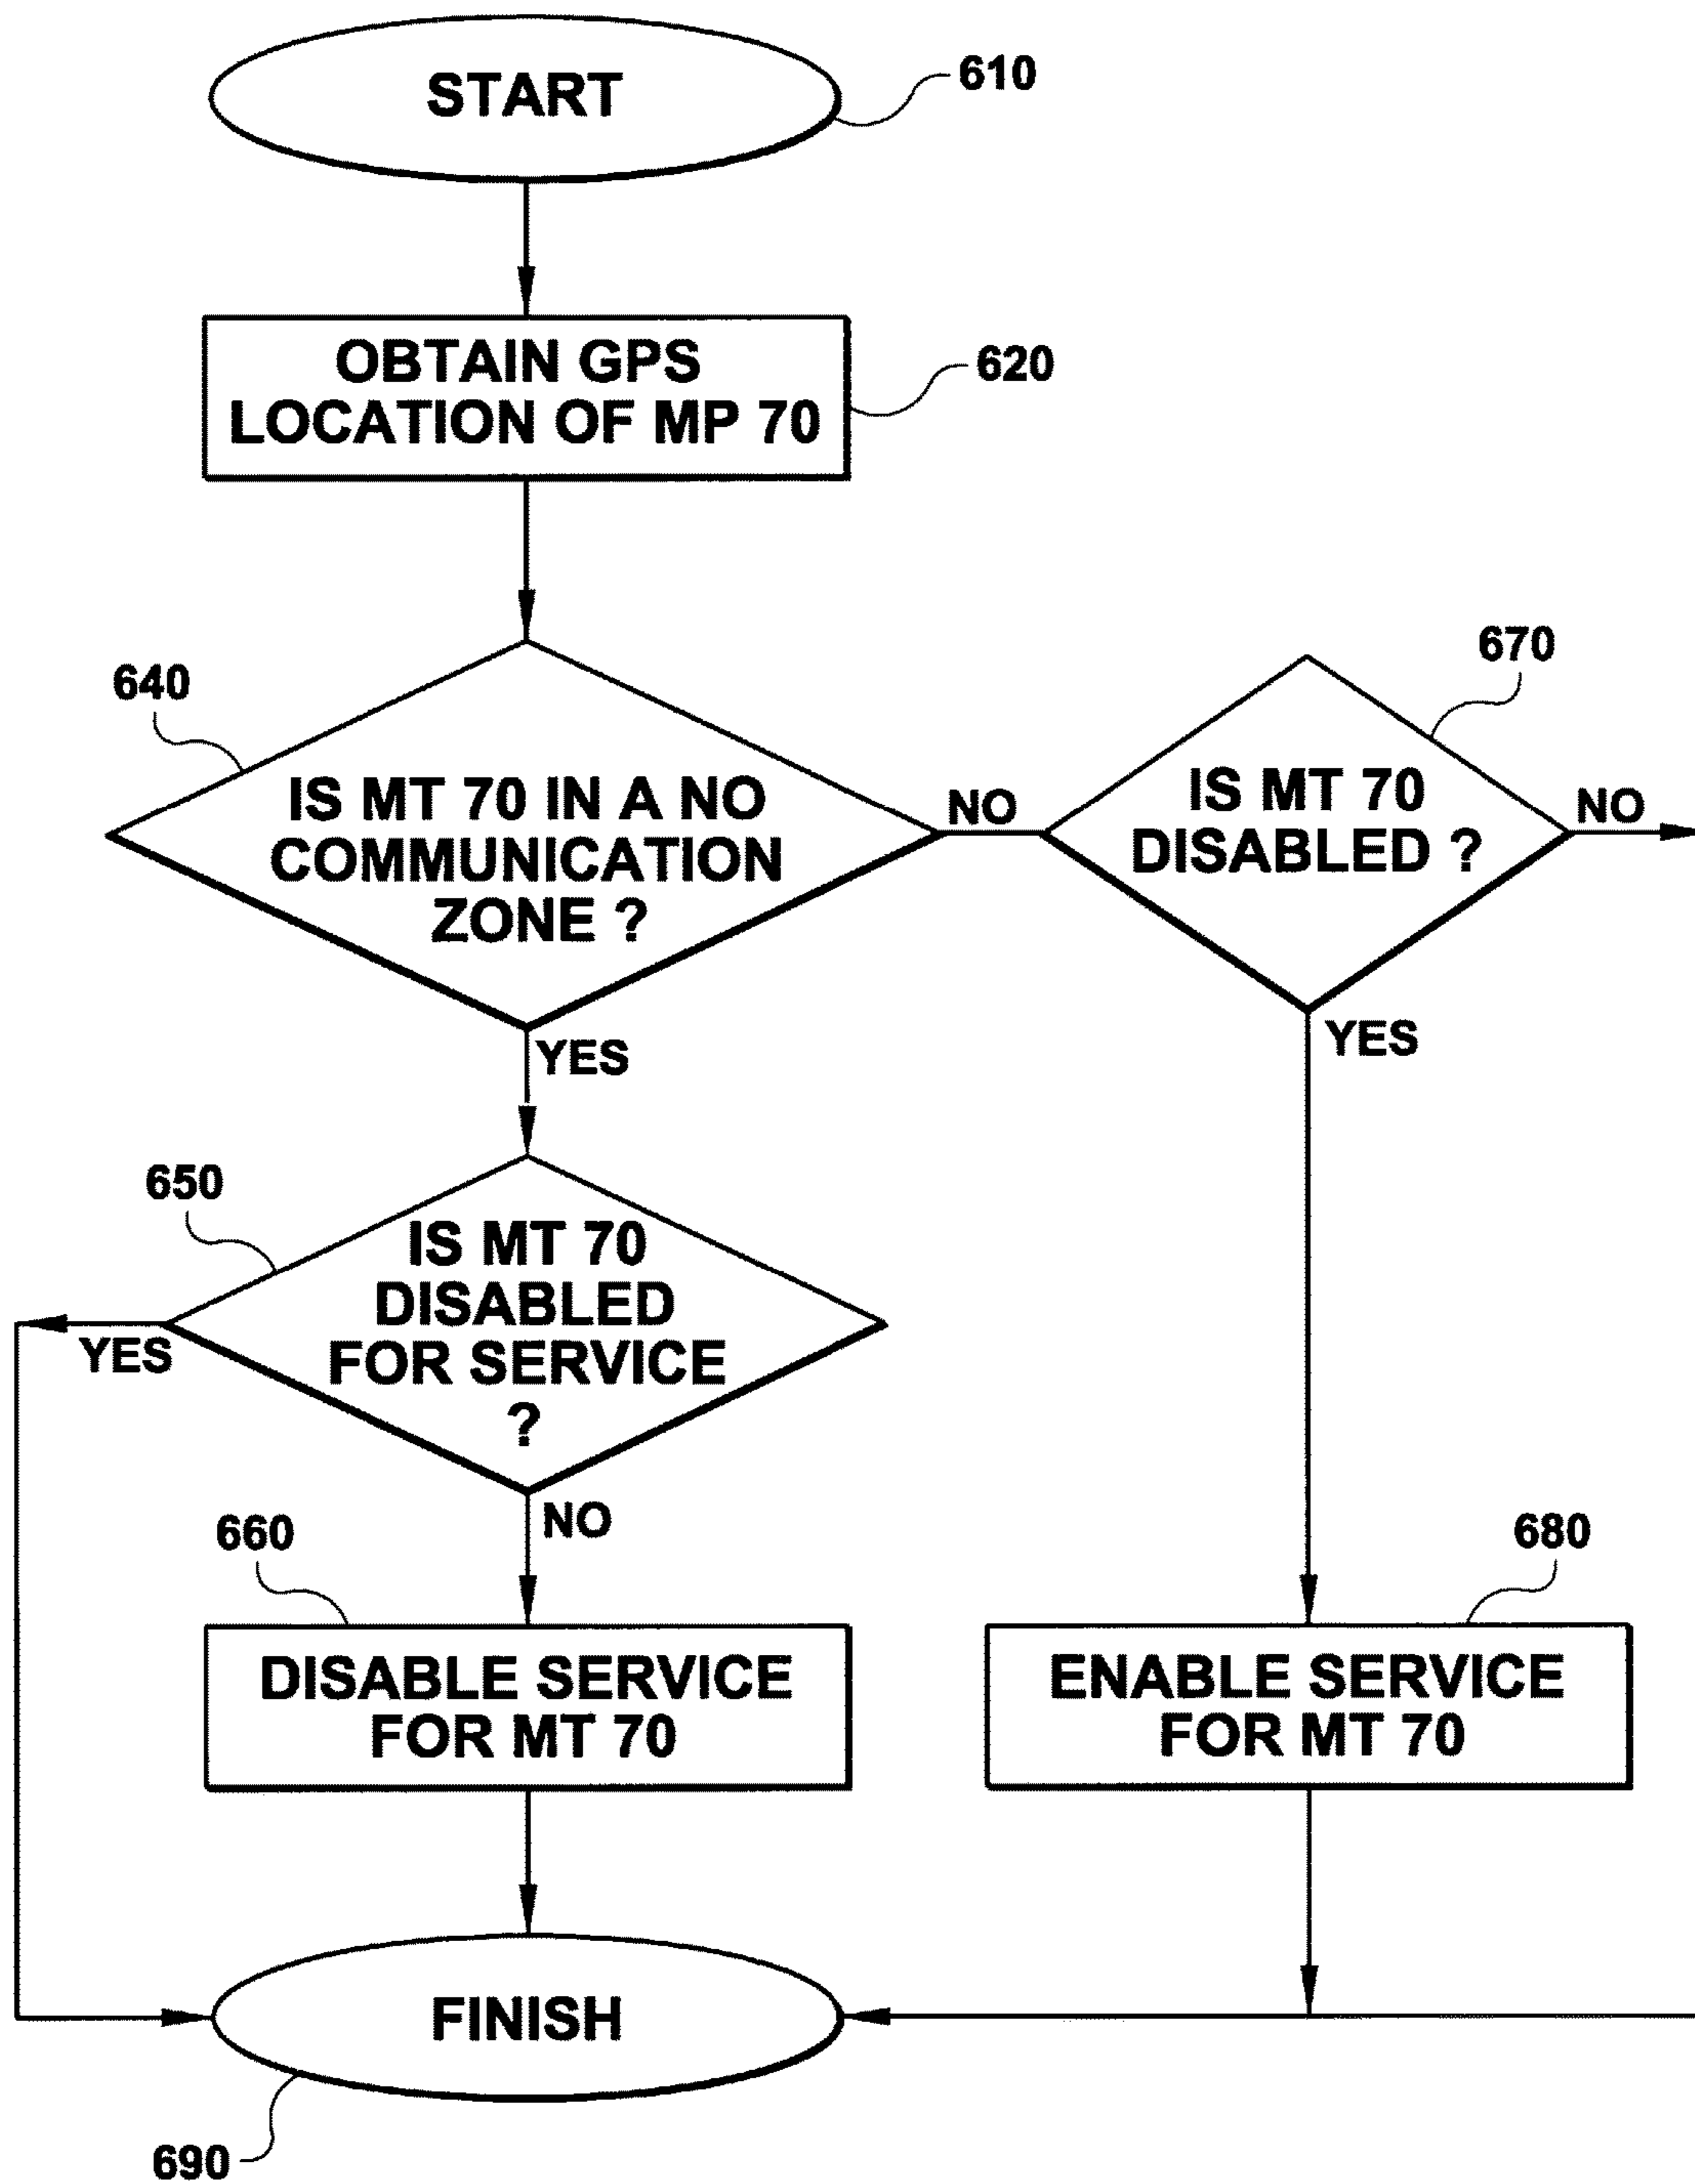 START
610
OBTAIN GPS
LOCATION OF MP 70
620
640
IS MT 70 IN A NO
COMMUNICATION
ZONE ?
NO
YES
670
IS MT 70
DISABLED ?
NO
YES
650
IS MT 70
DISABLED
FOR SERVICE
?
YES
NO
660
DISABLE SERVICE
FOR MT 70
680
ENABLE SERVICE
FOR MT 70
FINISH
690